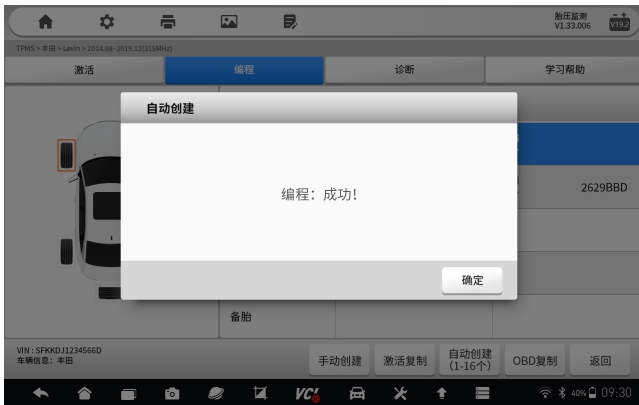 胎压监测
V1.33.006
V19.2
TPMS > 丰田 > Levin > 2014.08-2019.12(315MHz)
激活
编程
诊断
学习帮助
自动创建
编程：成功!
2629BBD
确定
备胎
VIN : SFKKDJ1234566D
车辆信息：丰田
手动创建
激活复制
自动创建
(1-16个)
OBD复制
返回
VCI
40%
09:30